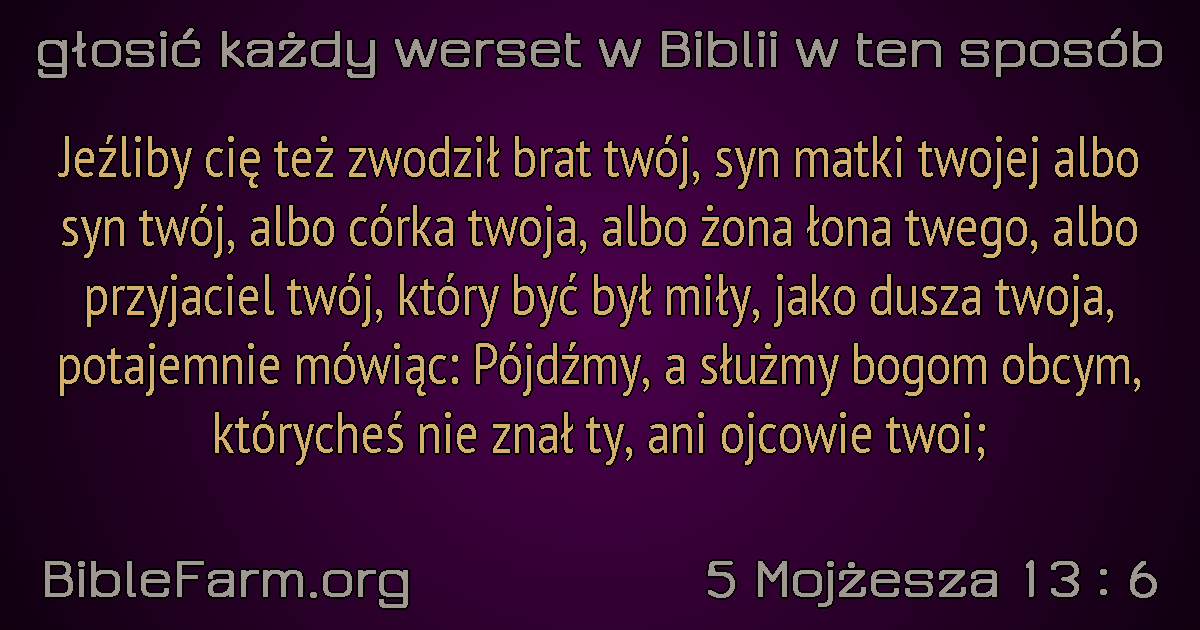 głosić każdy werset w Biblii w ten sposób
Jeźliby cię też zwodził brat twój, syn matki twojej albo
syn twój, albo córka twoja, albo żona łona twego, albo
przyjaciel twój, który być był miły, jako dusza twoja,
potajemnie mówiąc: Pójdźmy, a służmy bogom obcym,
którycheś nie znał ty, ani ojcowie twoi;
BibleFarm.org
5 Mojżesza 13 : 6